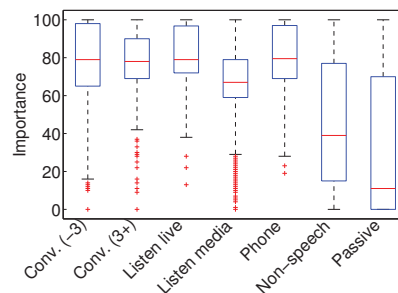 100
80
60
40
20
0
Importance
Conv. (−3)
Conv. (3+)
Listen live
Listen media
Phone
Non−speech
Passive